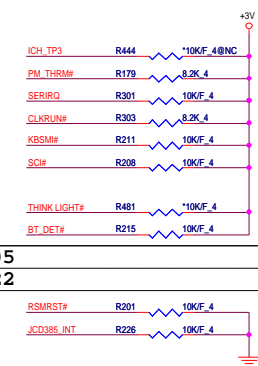 +3V
ICH_TP3 R444 *10K/F_4@NC
PM_THRM# R179 8.2K_4
SERIRQ R301 *10K/F_4
CLKRUN# R303 8.2K_4
KBSMI# R211 10K/F_4
SCI# R208 10K/F_4
THINK LIGHT# R481 *10K/F_4
BT_DET# R215 10K/F_4
05
22
RSMRST# R201 10K/F_4
JCD385_INT R226 10K/F_4